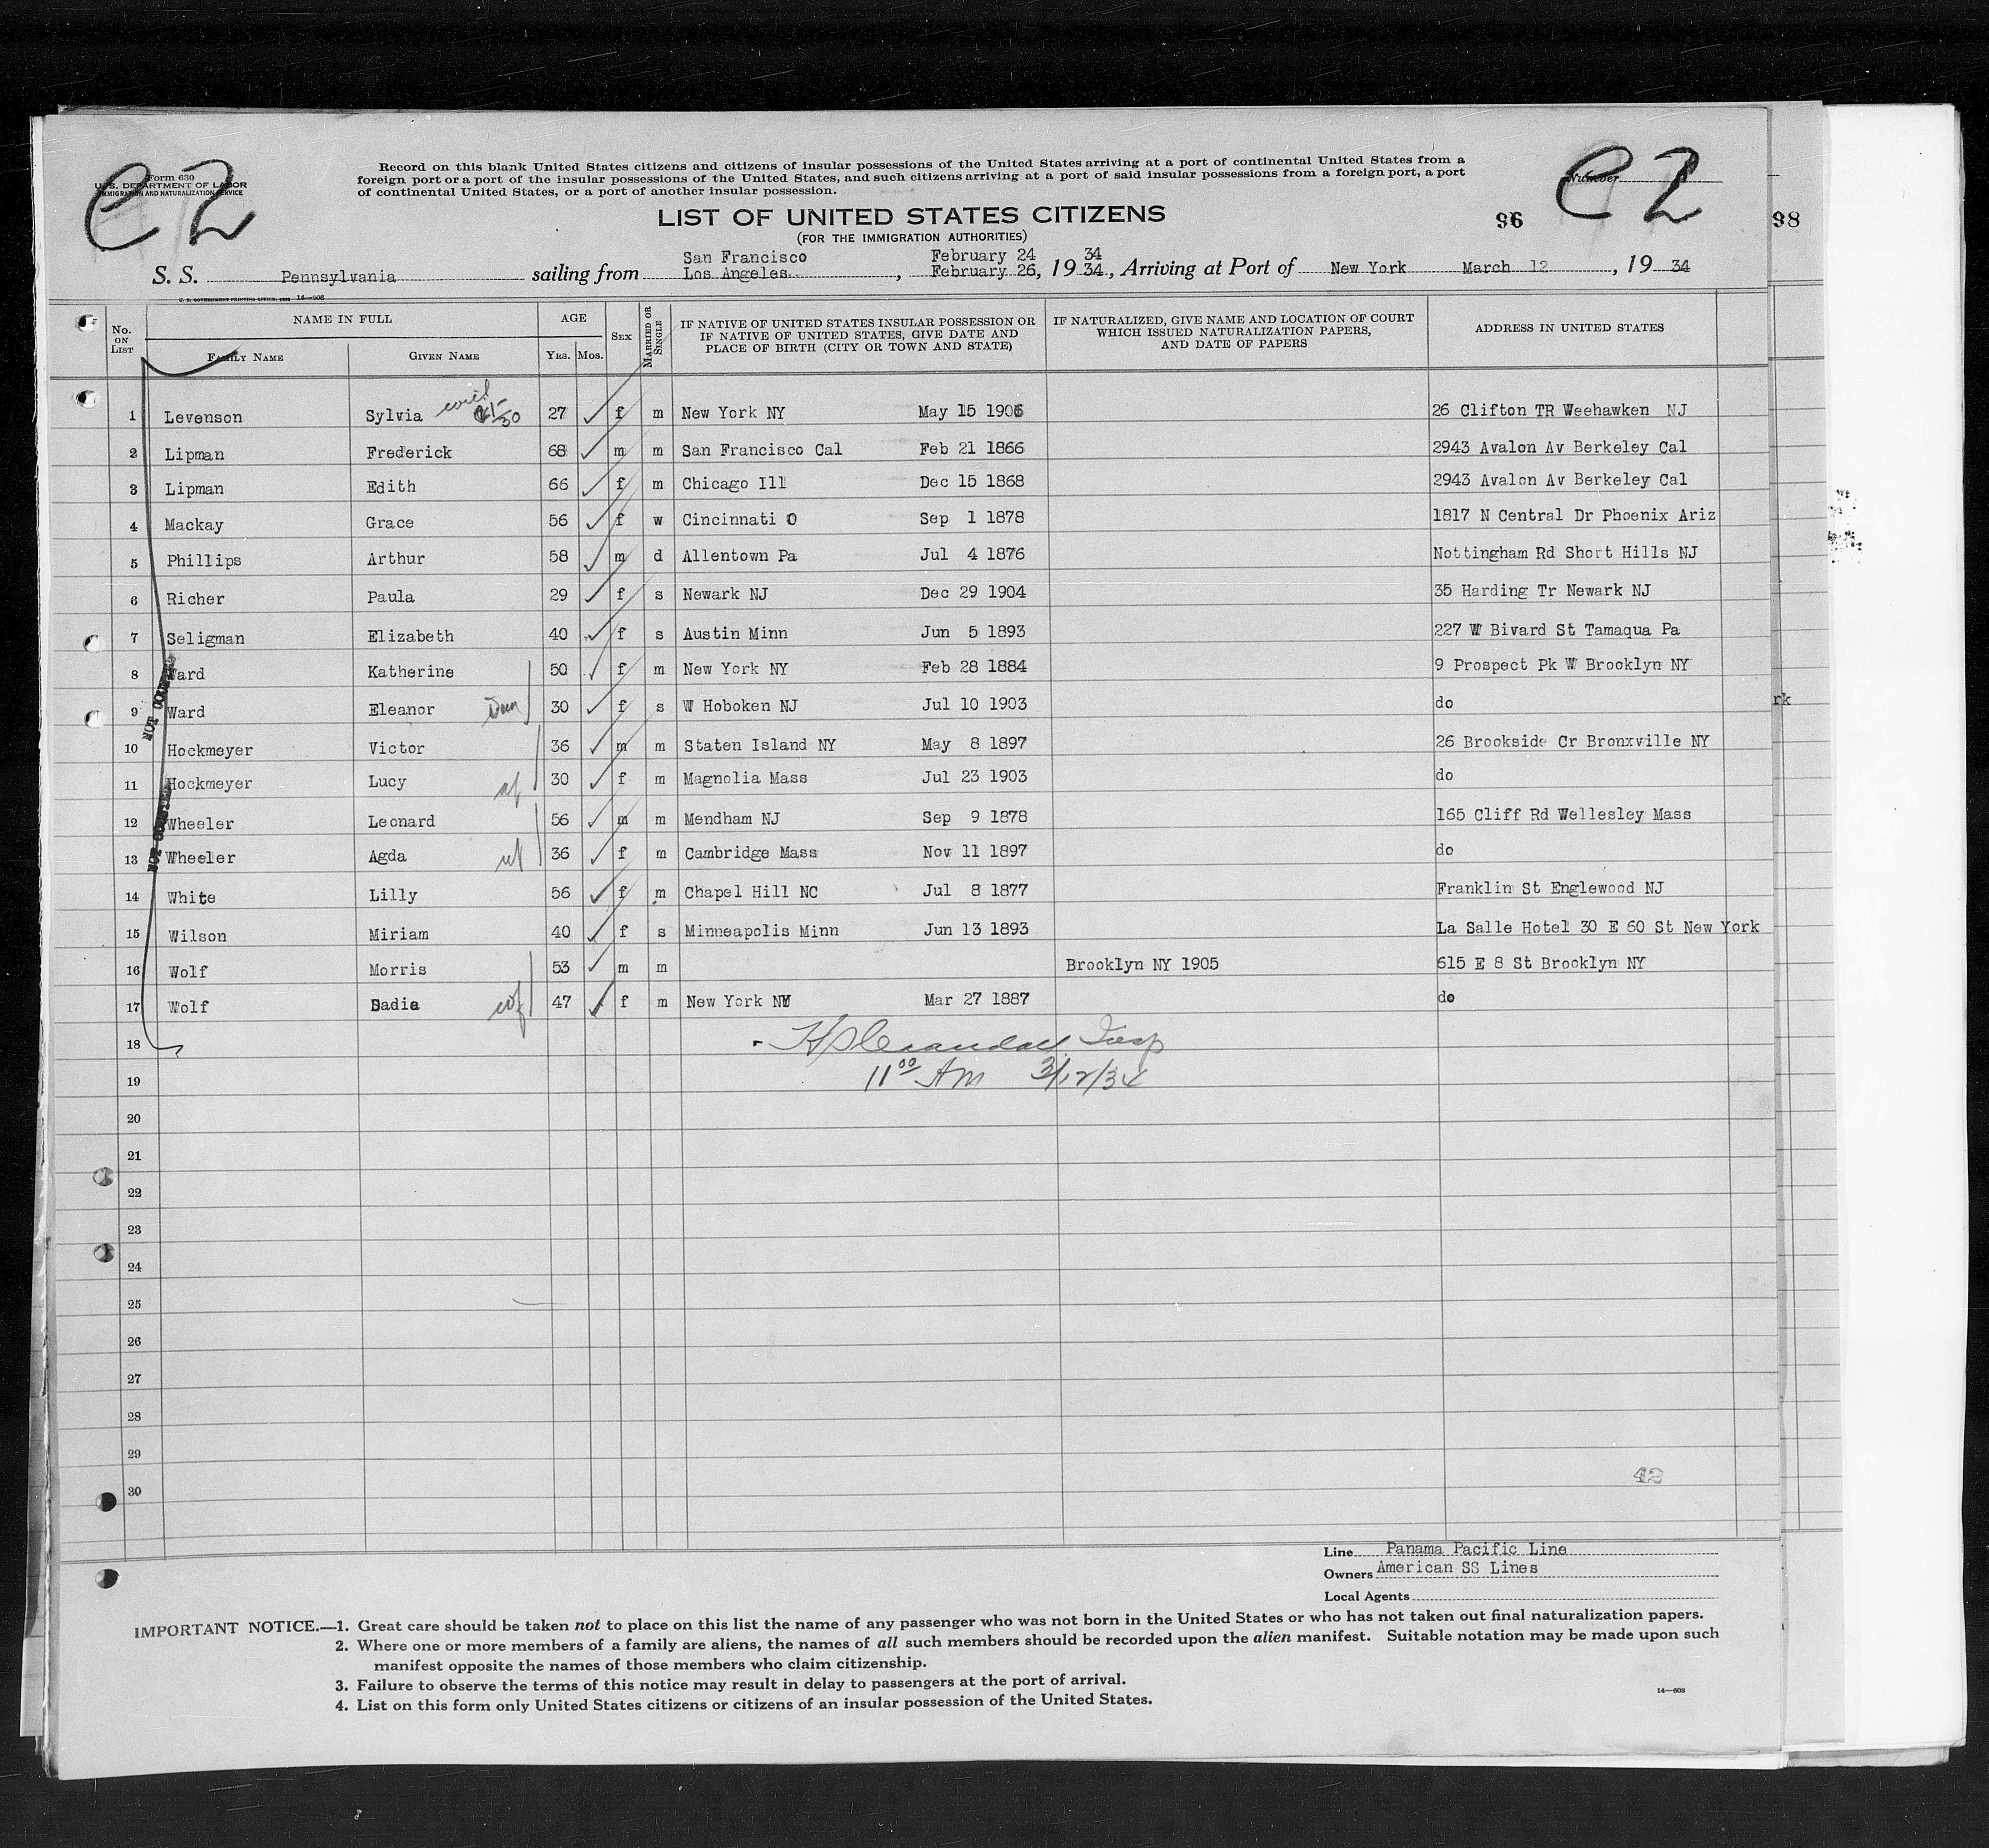 Form 630
U. S. DEPARTMENT OF LABOR
IMMIGRATION AND NATURALIZATION SERVICE
C2
Record on this blank United States citizens and citizens of insular possessions of the United States arriving at a port of continental United States from a
foreign port or a port of the insular possessions of the United States, and such citizens arriving at a port of said insular possessions from a foreign port, a port
of continental United States, or a port of another insular possession.
C2
Number
LIST OF UNITED STATES CITIZENS
96
98
(FOR THE IMMIGRATION AUTHORITIES)
San Francisco February 24 34
S. S. Pennsylvania sailing from Los Angeles , February 26, 1934, Arriving at Port of New York March 12, 1934
U. S. GOVERNMENT PRINTING OFFICE: 1932 14—608
No. ON LIST NAME IN FULL AGE SEX MARRIED OR SINGLE IF NATIVE OF UNITED STATES INSULAR POSSESSION OR IF NATIVE OF UNITED STATES, GIVE DATE AND PLACE OF BIRTH (CITY OR TOWN AND STATE) IF NATURALIZED, GIVE NAME AND LOCATION OF COURT WHICH ISSUED NATURALIZATION PAPERS, AND DATE OF PAPERS ADDRESS IN UNITED STATES
FAMILY NAME GIVEN NAME YRS. MOS.
1 Levenson Sylvia 27 f m New York NY May 15 1906 26 Clifton TR Weehawken NJ
2 Lipman Frederick 68 m m San Francisco Cal Feb 21 1866 2943 Avalon Av Berkeley Cal
3 Lipman Edith 66 f m Chicago Ill Dec 15 1868 2943 Avalon Av Berkeley Cal
4 Mackay Grace 56 f w Cincinnati O Sep 1 1878 1817 N Central Dr Phoenix Ariz
5 Phillips Arthur 58 m d Allentown Pa Jul 4 1876 Nottingham Rd Short Hills NJ
6 Richer Paula 29 f s Newark NJ Dec 29 1904 35 Harding Tr Newark NJ
7 Seligman Elizabeth 40 f s Austin Minn Jun 5 1893 227 W Bivard St Tamaqua Pa
8 Ward Katherine 50 f m New York NY Feb 28 1884 9 Prospect Pk W Brooklyn NY
9 Ward Eleanor 30 f s W Hoboken NJ Jul 10 1903 do
rk
10 Hockmeyer Victor 36 m m Staten Island NY May 8 1897 26 Brookside Cr Bronxville NY
11 Hockmeyer Lucy 30 f m Magnolia Mass Jul 23 1903 do
12 Wheeler Leonard 56 m m Mendham NJ Sep 9 1878 165 Cliff Rd Wellesley Mass
13 Wheeler Agda 36 f m Cambridge Mass Nov 11 1897 do
14 White Lilly 56 f m Chapel Hill NC Jul 8 1877 Franklin St Englewood NJ
15 Wilson Miriam 40 f s Minneapolis Minn Jun 13 1893 La Salle Hotel 30 E 60 St New York
16 Wolf Morris 53 m m Brooklyn NY 1905 615 E 8 St Brooklyn NY
17 Wolf Sadie 47 f m New York NY Mar 27 1887 do
NOT COUNTED
NOT COUNTED
18
11 00 AM 3/12/34
19
20
21
22
23
24
25
26
27
28
29
30
42
Line Panama Pacific Line
Owners American SS Lines
Local Agents
IMPORTANT NOTICE.—1. Great care should be taken not to place on this list the name of any passenger who was not born in the United States or who has not taken out final naturalization papers.
2. Where one or more members of a family are aliens, the names of all such members should be recorded upon the alien manifest. Suitable notation may be made upon such
manifest opposite the names of those members who claim citizenship.
3. Failure to observe the terms of this notice may result in delay to passengers at the port of arrival.
4. List on this form only United States citizens or citizens of an insular possession of the United States.
14—608